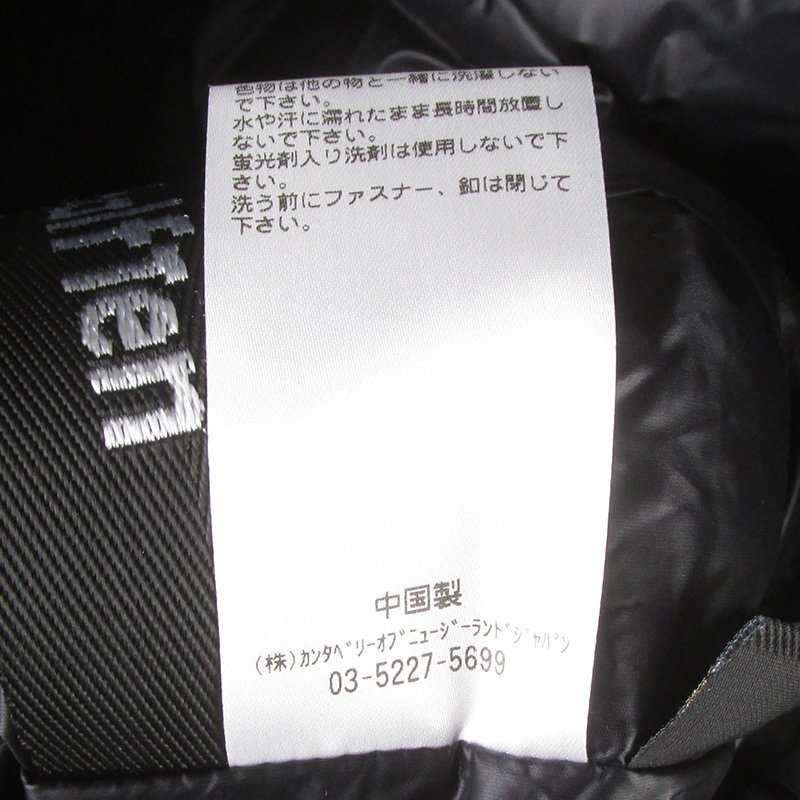 色物は他の物と一緒に洗濯しない
で下さい。
水や汗に濡れたまま長時間放置し
ないで下さい。
蛍光剤入り洗剤は使用しないで下
さい。
洗う前にファスナー、釦は閉じて
下さい。
中国製
(株)ｶﾝﾀﾍﾞﾘｰｵﾌﾞﾆｭｰｼﾞｰﾗﾝﾄﾞｼﾞｬﾊﾟﾝ
03-5227-5699